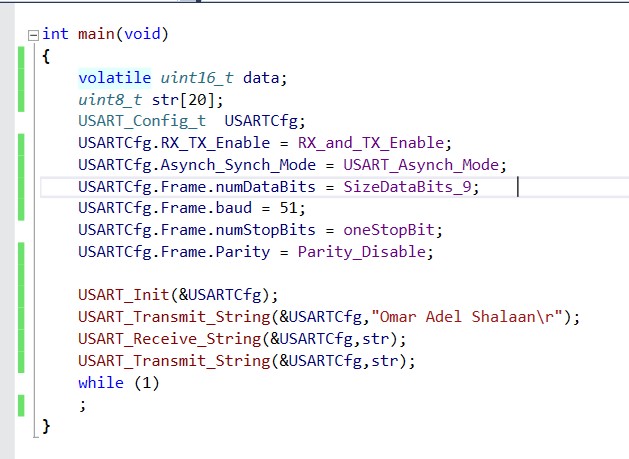 int main(void)
{
volatile uint16_t data;
uint8_t str[20];
USART_Config_t  USARTCfg;
USARTCfg.RX_TX_Enable = RX_and_TX_Enable;
USARTCfg.Asynch_Synch_Mode = USART_Asynch_Mode;
USARTCfg.Frame.numDataBits = SizeDataBits_9;
USARTCfg.Frame.baud = 51;
USARTCfg.Frame.numStopBits = oneStopBit;
USARTCfg.Frame.Parity = Parity_Disable;
USART_Init(&USARTCfg);
USART_Transmit_String(&USARTCfg,"Omar Adel Shalaan\r");
USART_Receive_String(&USARTCfg,str);
USART_Transmit_String(&USARTCfg,str);
while (1)
;
}